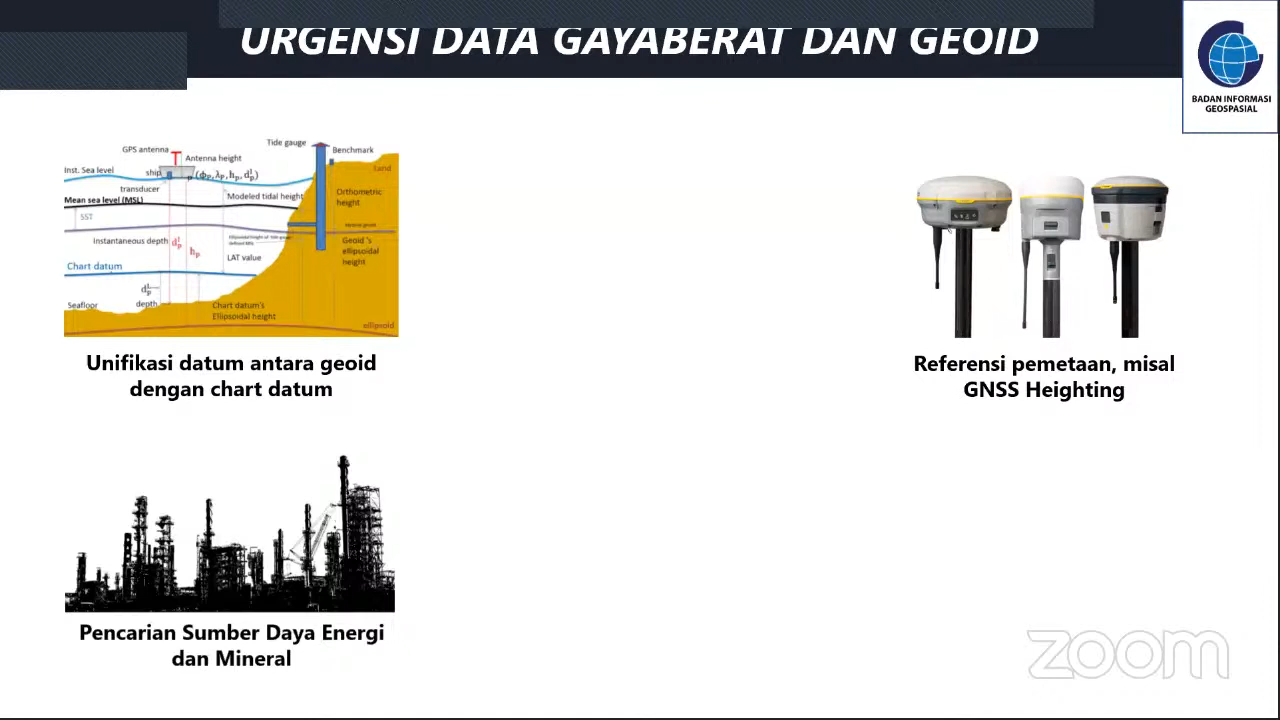 URGENSI DATA GAYABERAT DAN GEOID
BADAN INFORMASI
GEOSPASIAL
GPS antenna
Antenna height
Tide gauge
Benchmark
Inst. Sea level
ship
Land
transducer
Modeled tidal height
Orthometric
height
Mean sea level (MSL)
SST
Instantaneous depth
LAT value
Geoid 's
ellipsoidal
height
Chart datum
Seafloor
depth
Chart datum's
Ellipsoidal height
ellipsoid
Unifikasi datum antara geoid
dengan chart datum
Referensi pemetaan, misal
GNSS Heighting
Pencarian Sumber Daya Energi
dan Mineral
zoom